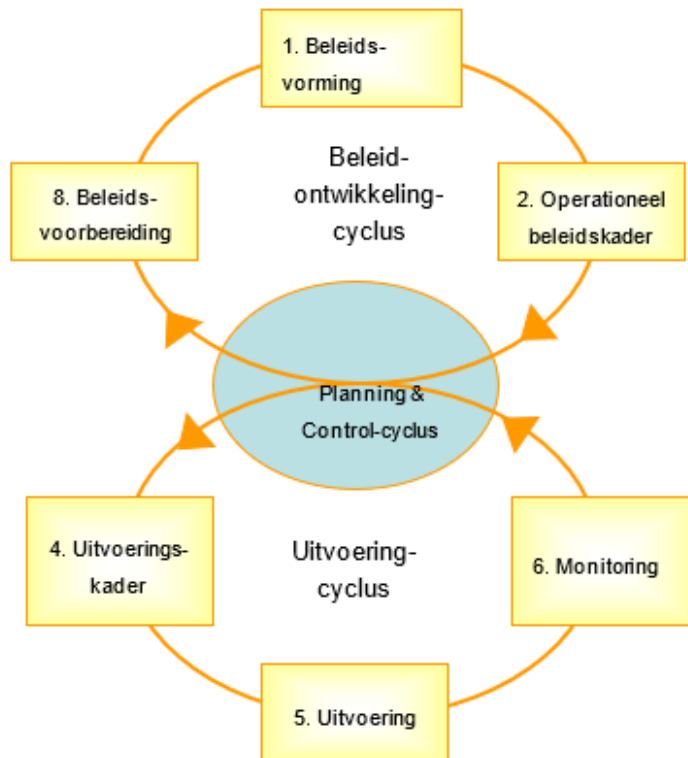 1. Beleids-
vorming
Beleid-
ontwikkeling-
cyclus
8. Beleids-
voorbereiding
2. Operationeel
beleidskader
Planning &
Control-cyclus
4. Uitvoerings-
kader
Uitvoering-
cyclus
6. Monitoring
5. Uitvoering